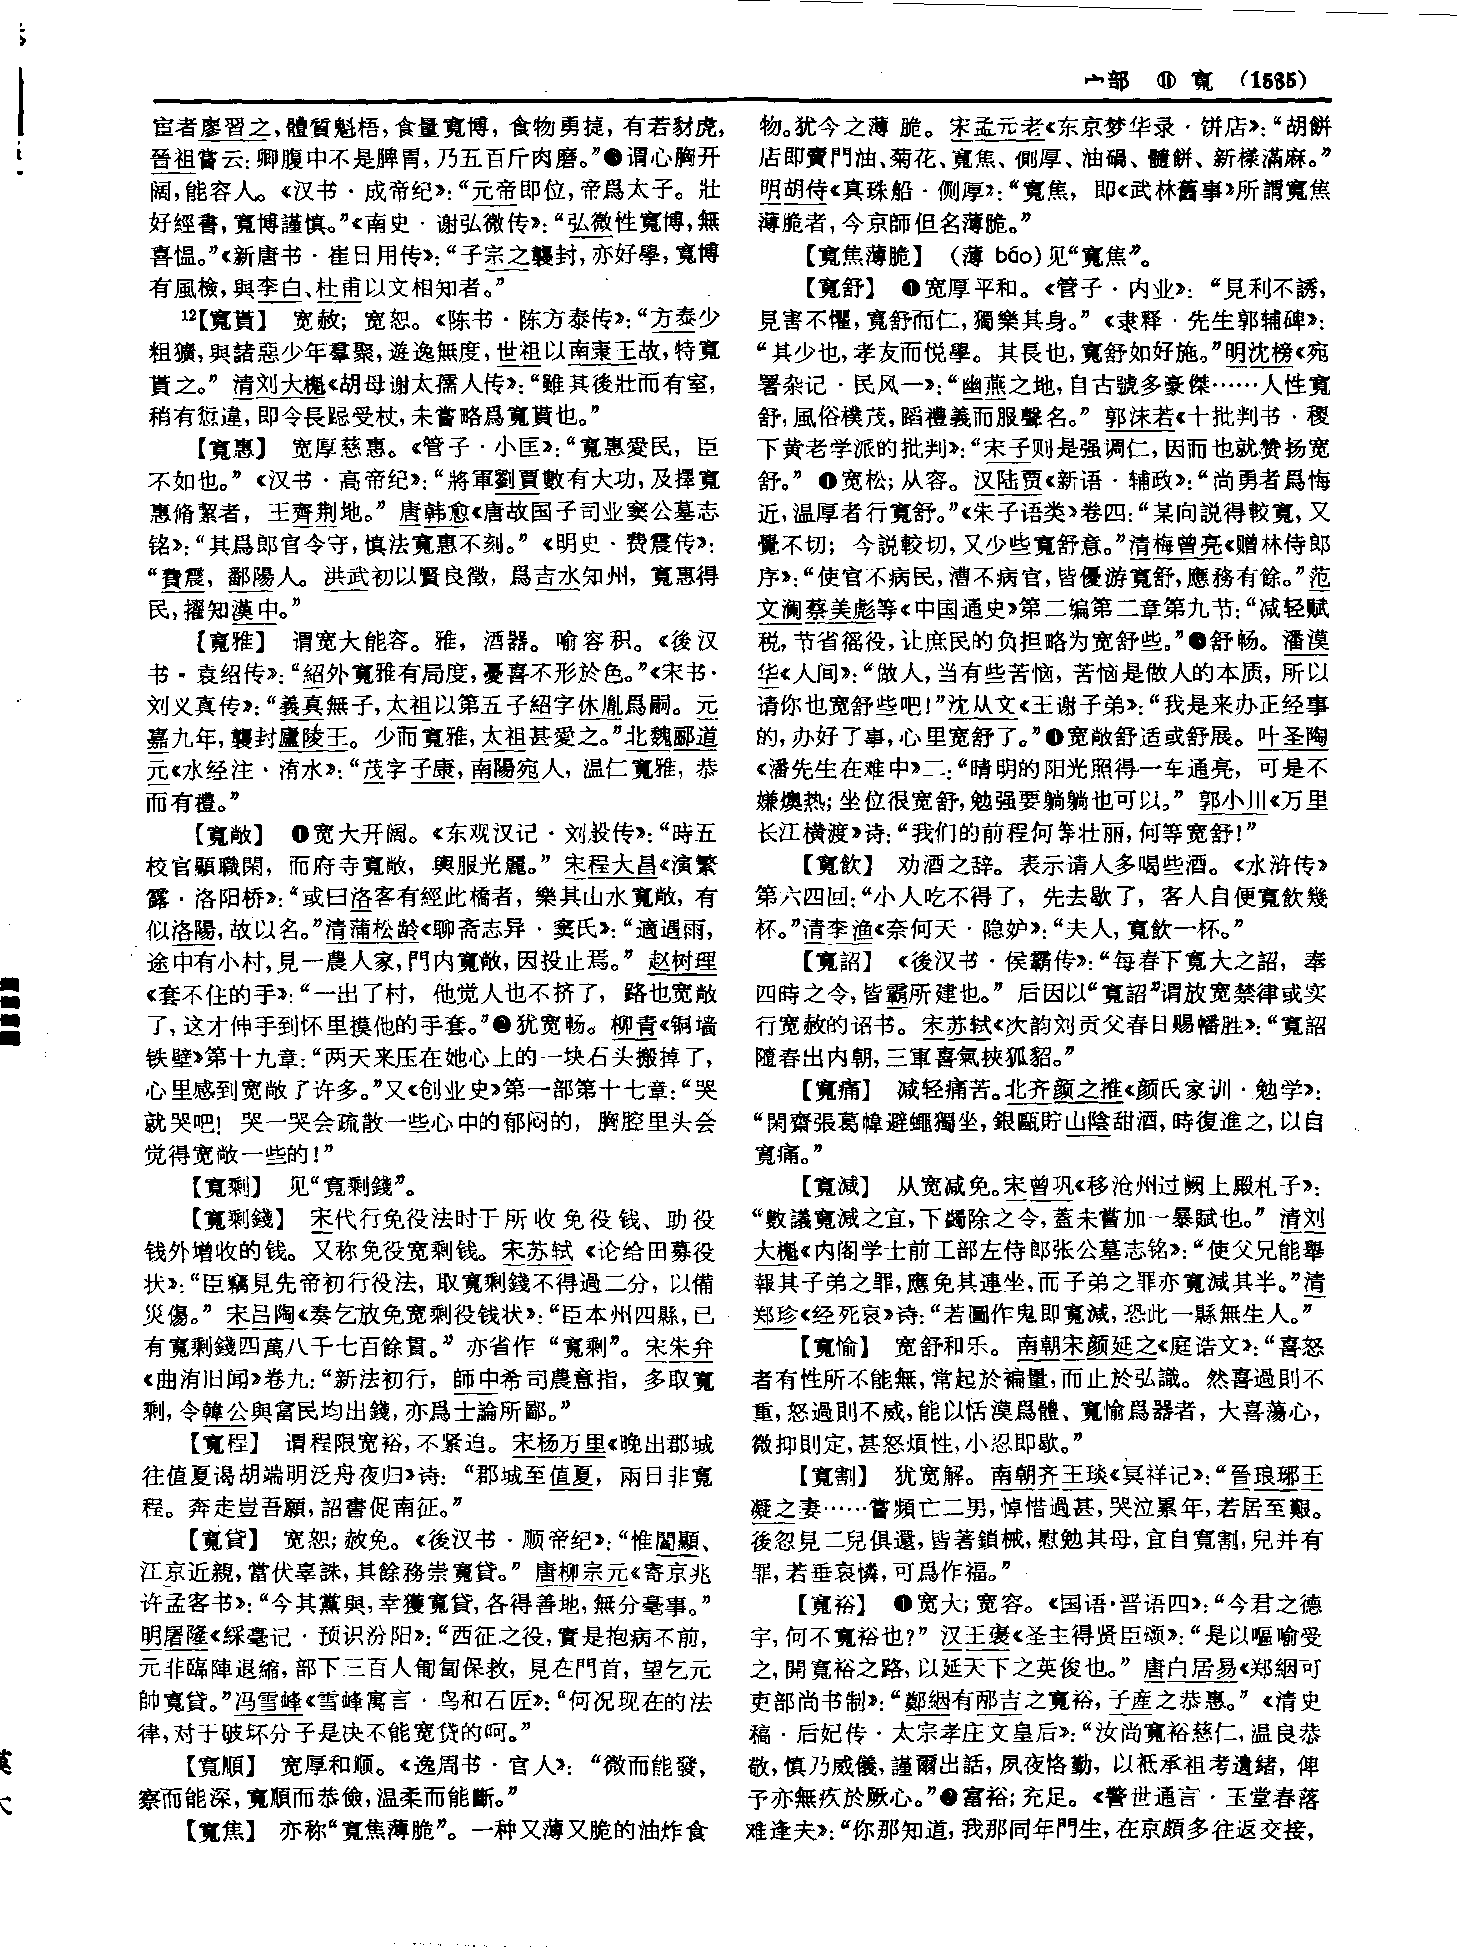 宀部 ⑪ 寬 (1585)
宦者廖習之、體質魁梧，食量寬博，食物勇㨗，有若豺虎，
晉祖嘗云：卿腹中不是脾胃，乃五百斤肉磨。”❸谓心胸开
阔，能容人。《汉书·成帝纪》：“元帝即位，帝爲太子。壯
好經書，寬博謹慎。”《南史·谢弘微传》：“弘微性寬博，無
喜愠。”《新唐书·崔日用传》：“子宗之襲封，亦好學，寬博
有風檢，與李白、杜甫以文相知者。”
12【寬貰】 宽赦；宽恕。《陈书·陈方泰传》：“方泰少
粗獷，與諸惡少年羣聚，遊逸無度，世祖以南康王故，特寬
貰之。” 清刘大櫆《胡母谢太孺人传》：“雖其後壯而有室，
稍有愆違，即令長跽受杖，未嘗略爲寬貰也。”
【寬惠】 宽厚慈惠。《管子·小匡》：“寬惠愛民，臣
不如也。” 《汉书·高帝纪》：“將軍劉賈數有大功，及擇寬
惠脩絜者，王齊荆地。” 唐韩愈《唐故国子司业窦公墓志
铭》：“其爲郎官令守，慎法寬惠不刻。” 《明史·费震传》：
“費震，鄱陽人。洪武初以賢良徵，爲吉水知州，寬惠得
民，擢知漢中。”
【寬雅】 谓宽大能容。雅，酒器。喻容积。《後汉
书·袁绍传》：“紹外寬雅有局度，憂喜不形於色。”《宋书·
刘义真传》：“義真無子，太祖以第五子紹字休胤爲嗣。元
嘉九年，襲封廬陵王。少而寬雅，太祖甚愛之。”北魏郦道
元《水经注·淯水》：“茂字子康，南陽宛人，温仁寬雅，恭
而有禮。”
【寬敞】 ❶宽大开阔。《东观汉记·刘般传》：“時五
校官顯職閑，而府寺寬敞，輿服光麗。” 宋程大昌《演繁
露·洛阳桥》：“或曰洛客有經此橋者，樂其山水寬敞，有
似洛陽，故以名。”清蒲松龄《聊斋志异·窦氏》：“適遇雨，
途中有小村，見一農人家，門内寬敞，因投止焉。” 赵树理
《套不住的手》：“一出了村，他觉人也不挤了，路也宽敞
了，这才伸手到怀里摸他的手套。”❷犹宽畅。柳青《铜墙
铁壁》第十九章：“两天来压在她心上的一块石头搬掉了，
心里感到宽敞了许多。”又《创业史》第一部第十七章：“哭
就哭吧！哭一哭会疏散一些心中的郁闷的，胸腔里头会
觉得宽敞一些的！”
【寬剩】 见“寬剩錢”。
【寬剩錢】 宋代行免役法时于所收免役钱、助役
钱外增收的钱。又称免役宽剩钱。宋苏轼《论给田募役
状》：“臣竊見先帝初行役法，取寬剩錢不得過二分，以備
災傷。” 宋吕陶《奏乞放免宽剩役钱状》：“臣本州四縣，已
有寬剩錢四萬八千七百餘貫。” 亦省作“寬剩”。宋朱弁
《曲洧旧闻》卷九：“新法初行，師中希司農意指，多取寬
剩，令韓公與富民均出錢，亦爲士論所鄙。”
【寬程】 谓程限宽裕，不紧迫。宋杨万里《晚出郡城
往值夏谒胡端明泛舟夜归》诗：“郡城至值夏，兩日非寬
程。奔走豈吾願，詔書促南征。”
【寬貸】 宽恕；赦免。《後汉书·顺帝纪》：“惟閻顯、
江京近親，當伏辜誅，其餘務崇寬貸。” 唐柳宗元《寄京兆
许孟容书》：“今其黨與，幸獲寬貸，各得善地，無分毫事。”
明屠隆《綵毫记·预识汾阳》：“西征之役，實是抱病不前，
元非臨陣退縮，部下三百人匍匐保救，見在門首，望乞元
帥寬貸。”冯雪峰《雪峰寓言·鸟和石匠》：“何况现在的法
律，对于破坏分子是决不能宽贷的呵。”
【寬順】 宽厚和顺。《逸周书·官人》：“微而能發，
察而能深，寬順而恭儉，温柔而能斷。”
【寬焦】 亦称“寬焦薄脆”。一种又薄又脆的油炸食
物。犹今之薄脆。宋孟元老《东京梦华录·饼店》：“胡餅
店即賣門油、菊花、寬焦、側厚、油碢、髓餅、新樣滿麻。”
明胡侍《真珠船·侧厚》：“寬焦，即《武林舊事》所謂寬焦
薄脆者，今京師但名薄脆。”
【寬焦薄脆】 （薄 báo）见“寬焦”。
【寬舒】 ❶宽厚平和。《管子·内业》：“見利不誘，
見害不懼，寬舒而仁，獨樂其身。” 《隶释·先生郭辅碑》：
“其少也，孝友而悦學。其長也，寬舒如好施。”明沈榜《宛
署杂记·民风一》：“幽燕之地，自古號多豪傑……人性寬
舒，風俗樸茂，蹈禮義而服聲名。” 郭沫若《十批判书·稷
下黄老学派的批判》：“宋子则是强调仁，因而也就赞扬宽
舒。” ❷宽松；从容。汉陆贾《新语·辅政》：“尚勇者爲悔
近，温厚者行寬舒。”《朱子语类》卷四：“某向説得較寬，又
覺不切；今説較切，又少些寬舒意。”清梅曾亮《赠林侍郎
序》：“使官不病民，漕不病官，皆優游寬舒，應務有餘。”范
文澜蔡美彪等《中国通史》第二编第二章第九节：“减轻赋
税，节省徭役，让庶民的负担略为宽舒些。”❸舒畅。潘漠
华《人间》：“做人，当有些苦恼，苦恼是做人的本质，所以
请你也宽舒些吧！”沈从文《王谢子弟》：“我是来办正经事
的，办好了事，心里宽舒了。”❹宽敞舒适或舒展。叶圣陶
《潘先生在难中》二：“晴明的阳光照得一车通亮，可是不
嫌燠热；坐位很宽舒，勉强要躺躺也可以。” 郭小川《万里
长江横渡》诗：“我们的前程何等壮丽，何等宽舒！”
【寬飲】 劝酒之辞。表示请人多喝些酒。《水浒传》
第六四回：“小人吃不得了，先去歇了，客人自便寬飲幾
杯。”清李渔《奈何天·隐妒》：“夫人，寬飲一杯。”
【寬詔】 《後汉书·侯霸传》：“每春下寬大之詔，奉
四時之令，皆霸所建也。” 后因以“寬詔”谓放宽禁律或实
行宽赦的诏书。宋苏轼《次韵刘贡父春日赐幡胜》：“寬詔
隨春出内朝，三軍喜氣挾狐貂。”
【寬痛】 减轻痛苦。北齐颜之推《颜氏家训·勉学》：
“閑齋張葛幃避蠅獨坐，銀甌貯山陰甜酒，時復進之，以自
寬痛。”
【寬減】 从宽减免。宋曾巩《移沧州过阙上殿札子》：
“數議寬減之宜，下蠲除之令，蓋未嘗加一暴賦也。” 清刘
大櫆《内阁学士前工部左侍郎张公墓志铭》：“使父兄能舉
報其子弟之罪，應免其連坐，而子弟之罪亦寬減其半。”清
郑珍《经死哀》诗：“若圖作鬼即寬減，恐此一縣無生人。”
【寬愉】 宽舒和乐。南朝宋颜延之《庭诰文》：“喜怒
者有性所不能無，常起於褊量，而止於弘識。然喜過則不
重，怒過則不威，能以恬漠爲體、寬愉爲器者，大喜蕩心，
微抑則定，甚怒煩性，小忍即歇。”
【寬割】 犹宽解。南朝齐王琰《冥祥记》：“晉琅琊王
凝之妻……嘗頻亡二男，悼惜過甚，哭泣累年，若居至艱。
後忽見二兒俱還，皆著鎖械，慰勉其母，宜自寬割，兒并有
罪，若垂哀憐，可爲作福。”
【寬裕】 ❶宽大；宽容。《国语·晋语四》：“今君之德
宇，何不寬裕也？” 汉王褒《圣主得贤臣颂》：“是以嘔喻受
之，開寬裕之路，以延天下之英俊也。” 唐白居易《郑絪可
吏部尚书制》：“鄭絪有邴吉之寬裕，子産之恭惠。” 《清史
稿·后妃传·太宗孝庄文皇后》：“汝尚寬裕慈仁，温良恭
敬，慎乃威儀，謹爾出話，夙夜恪勤，以祗承祖考遺緒，俾
予亦無疚於厥心。”❷富裕；充足。《警世通言·玉堂春落
难逢夫》：“你那知道，我那同年門生，在京頗多往返交接，